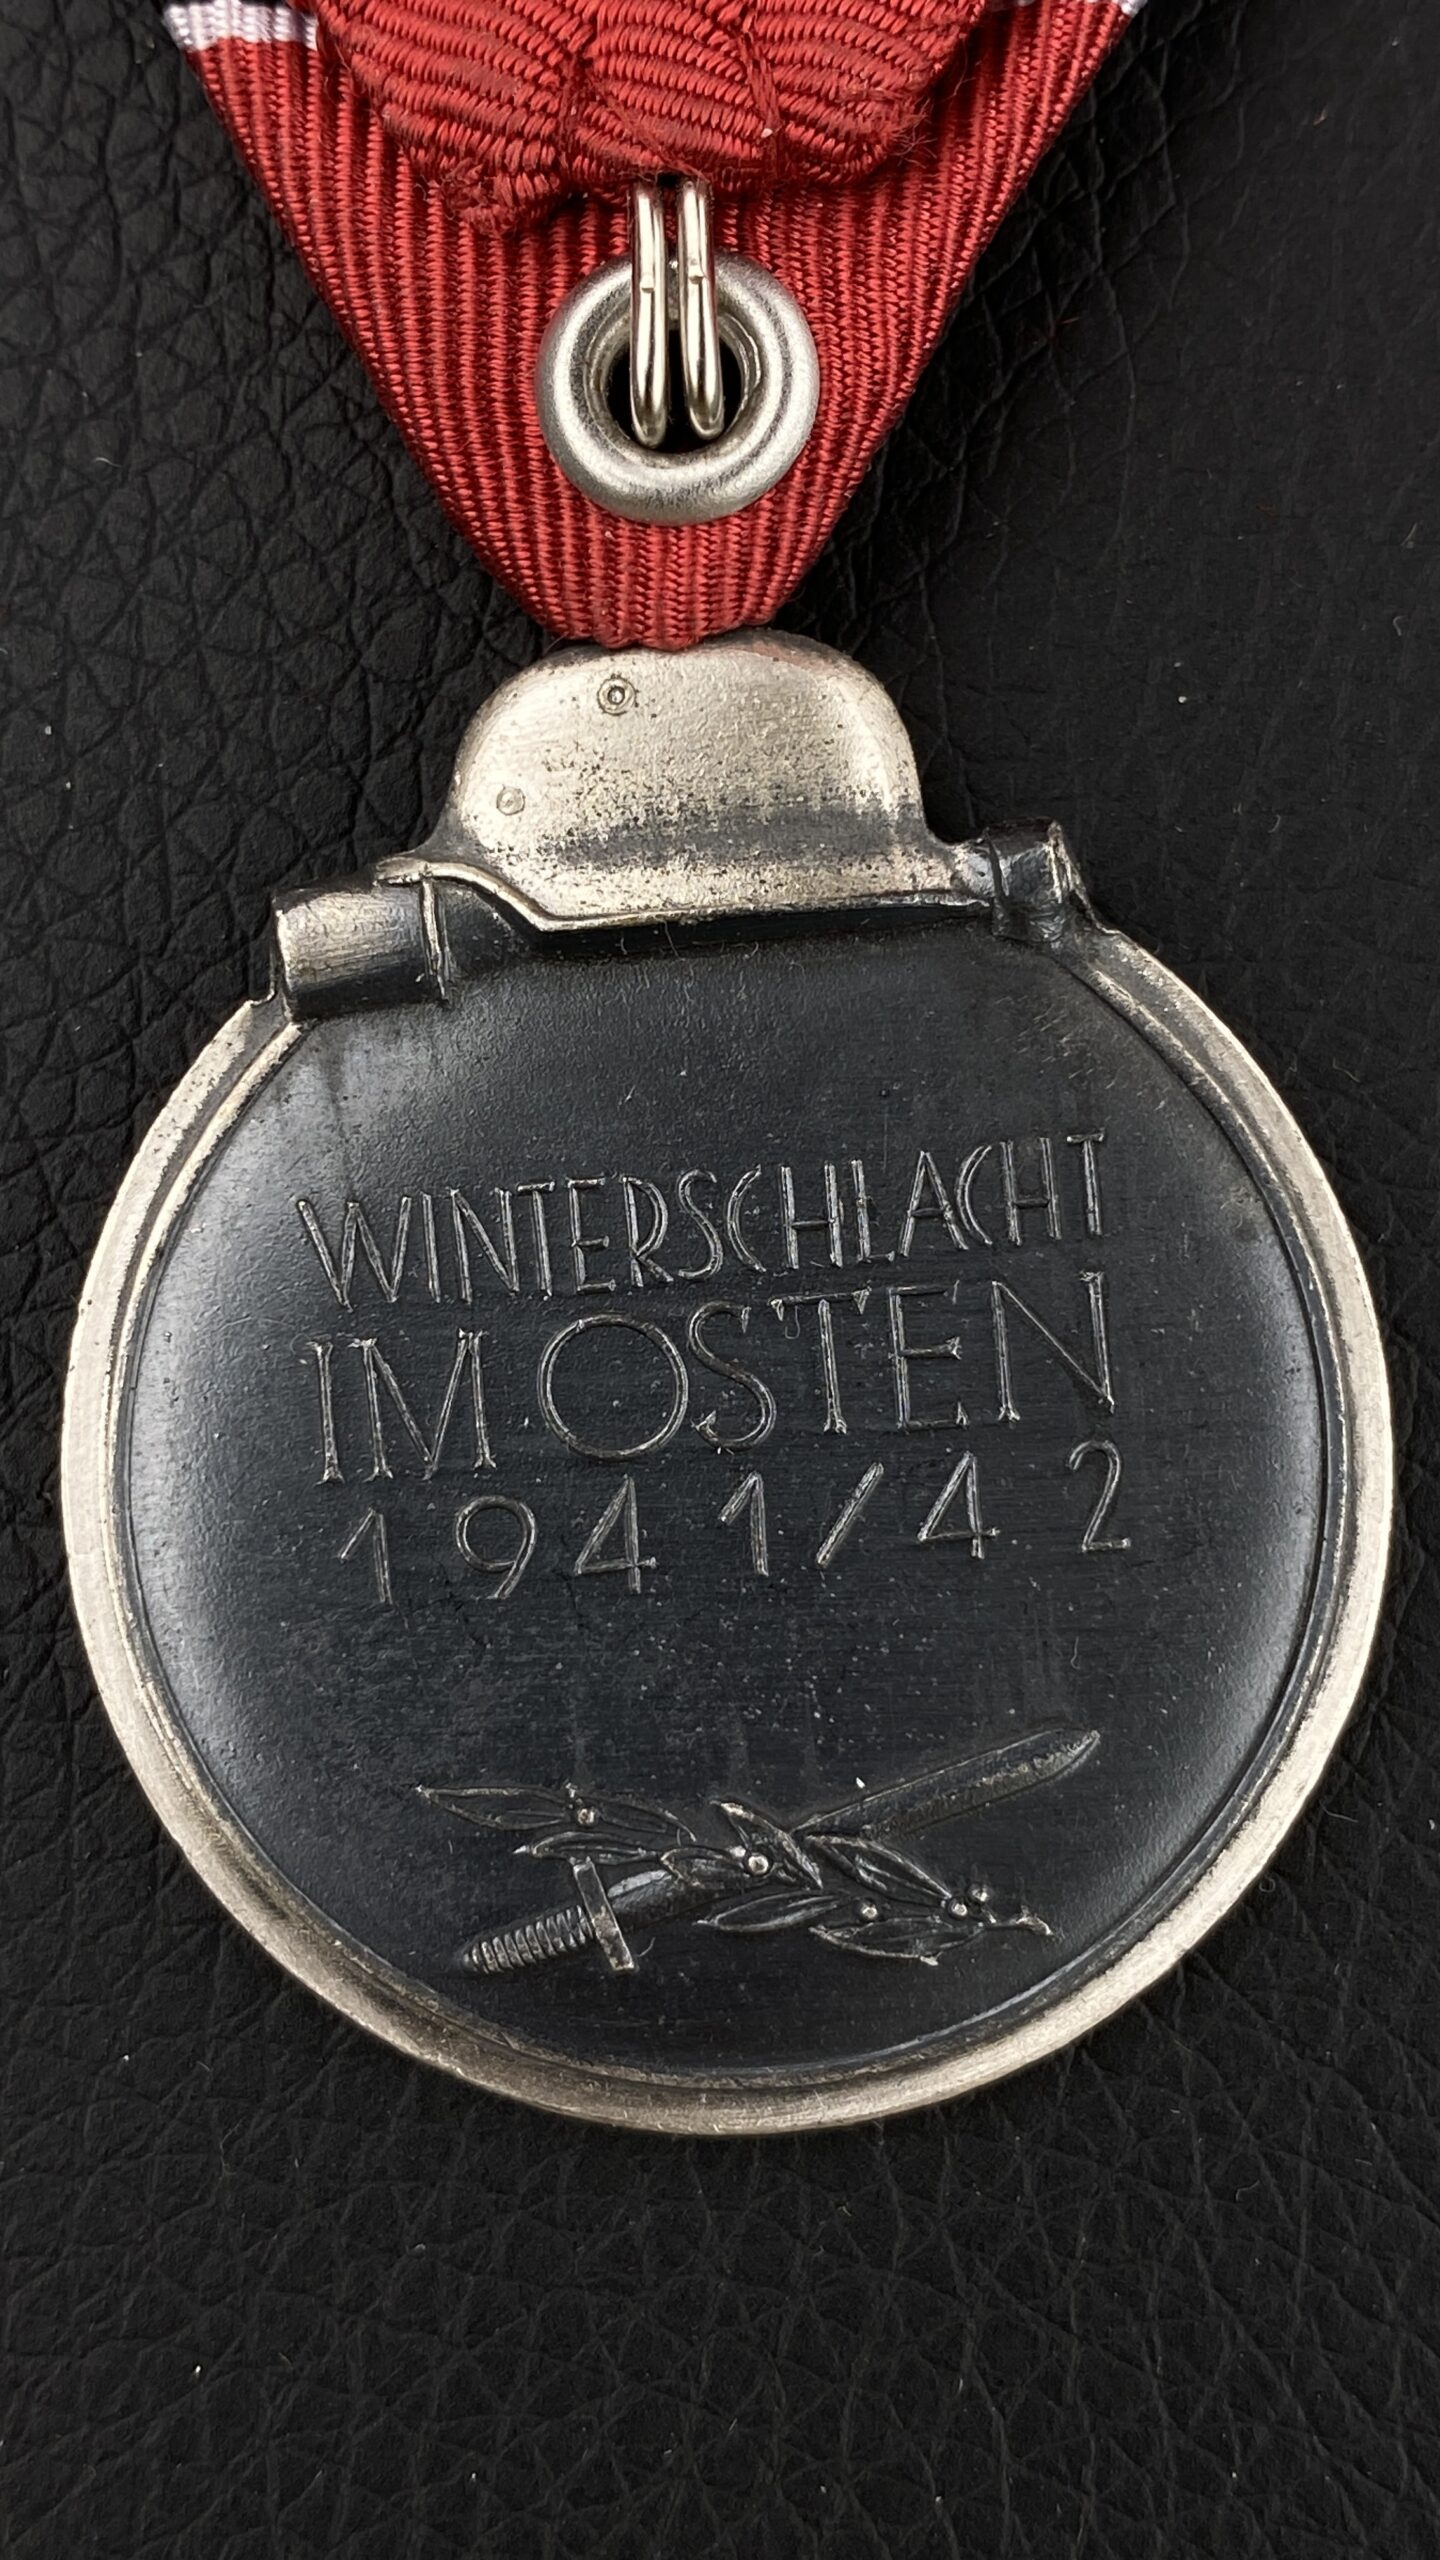 WINTERSCHLACHT
IM OSTEN
1941/42